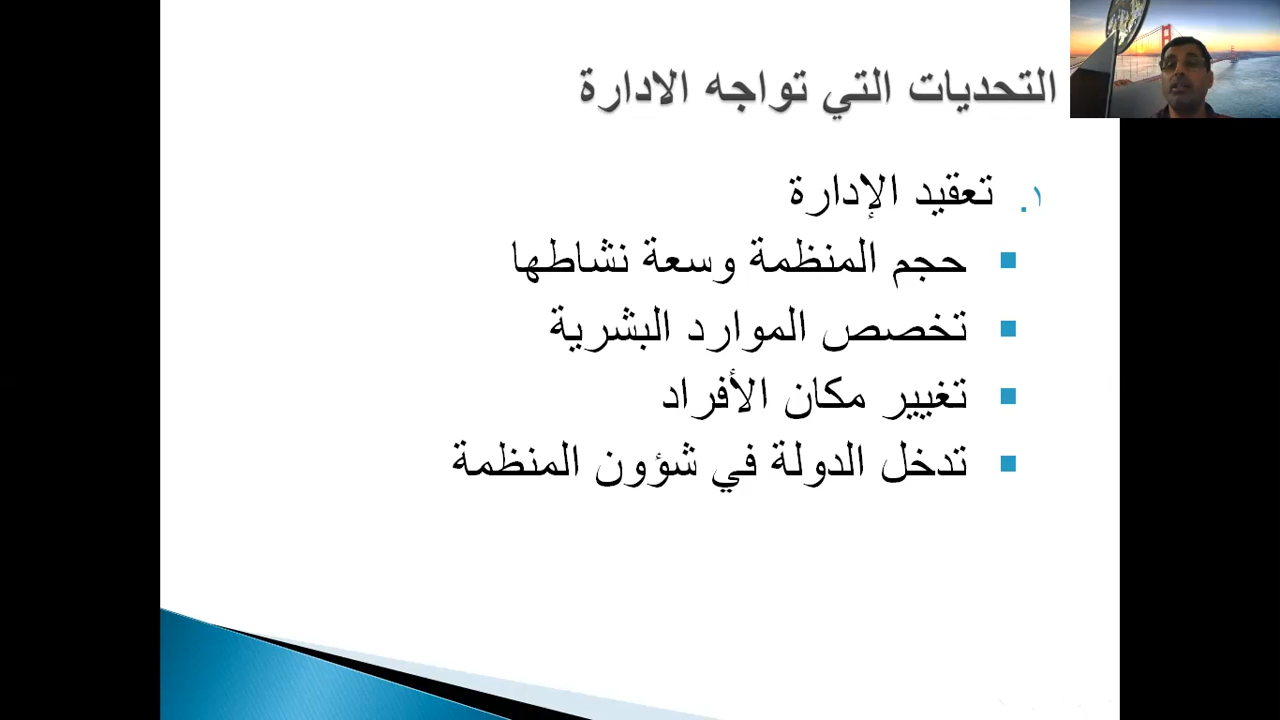 التحديات التي تواجه الادارة
١. تعقيد الإدارة
▪ حجم المنظمة وسعة نشاطها
▪ تخصص الموارد البشرية
▪ تغيير مكان الأفراد
▪ تدخل الدولة في شؤون المنظمة